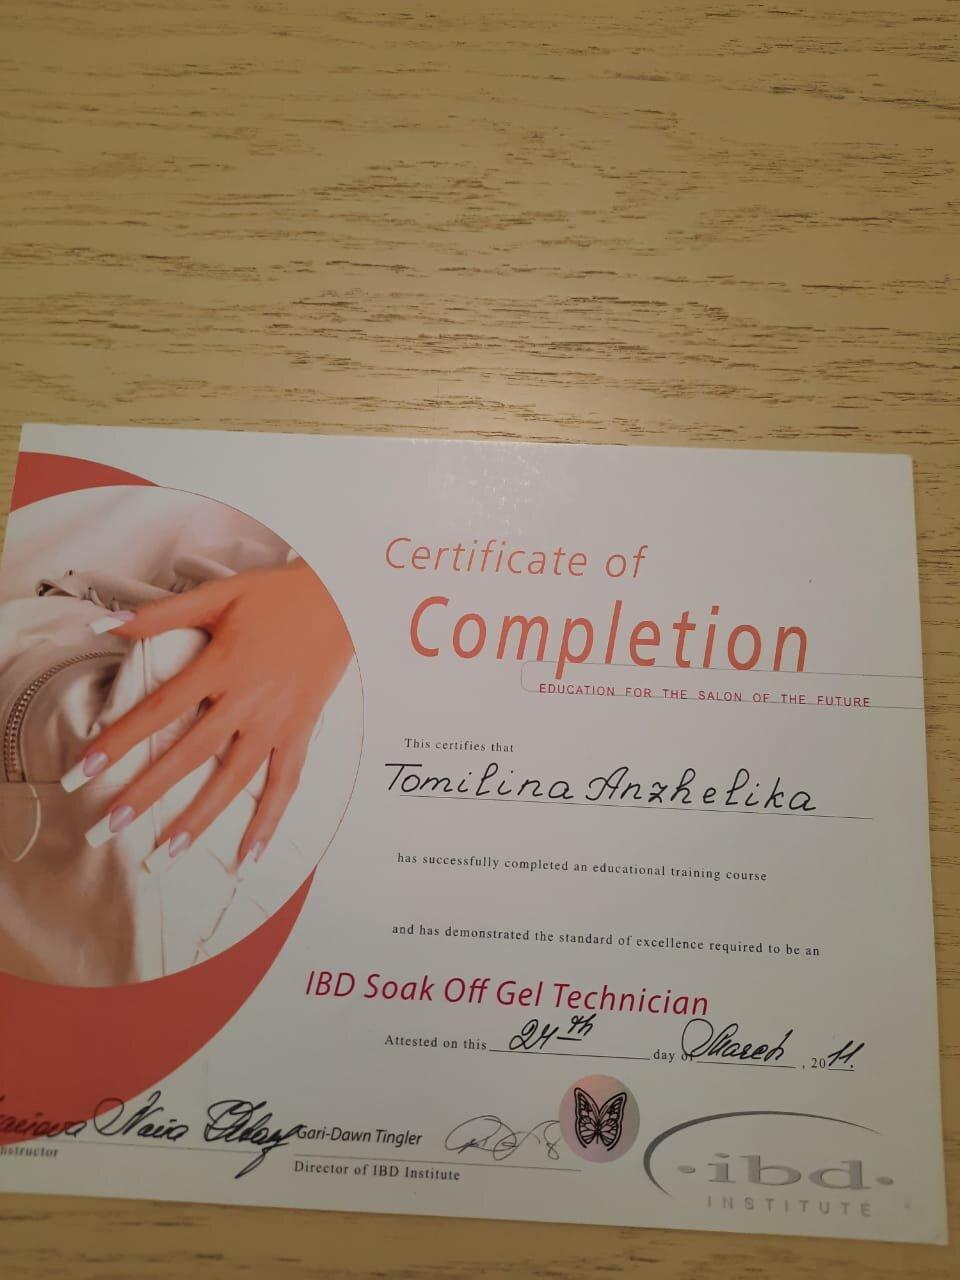 Certificate of
Completion
EDUCATION FOR THE SALON OF THE FUTURE
This certifies that
Tomilina Anzhelika
has successfully completed an educational training course
and has demonstrated the standard of excellence required to be an
IBD Soak Off Gel Technician
Attested on this 24th day of March, 2011.
Gari-Dawn Tingler
Director of IBD Institute
ibd
INSTITUTE